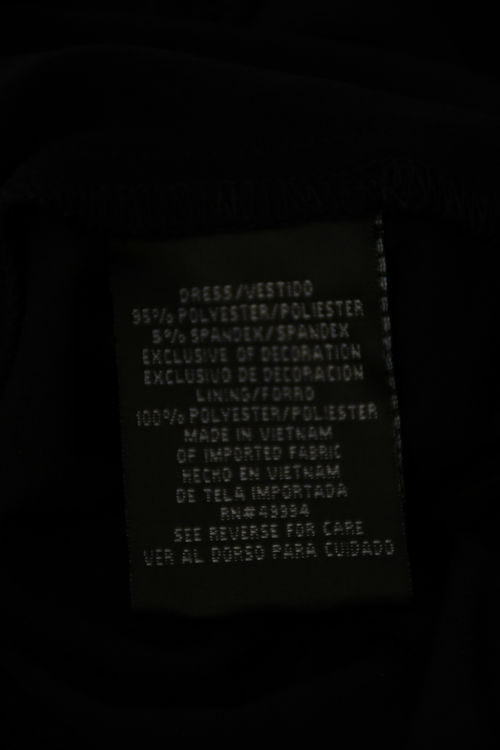 DRESS/VESTIDO
95% POLYESTER/POLIESTER
5% SPANDEX/SPANDEX
EXCLUSIVE OF DECORATION
EXCLUSIVO DE DECORACION
LINING/FORRO
100% POLYESTER/POLIESTER
MADE IN VIETNAM
OF IMPORTED FABRIC
HECHO EN VIETNAM
DE TELA IMPORTADA
RN#49994
SEE REVERSE FOR CARE
VER AL DORSO PARA CUIDADO